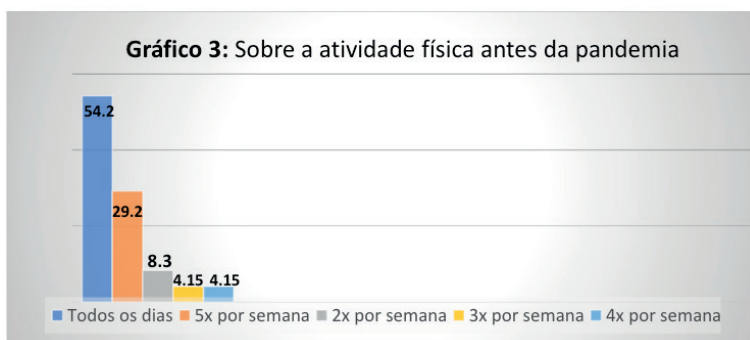 Gráfico 3: Sobre a atividade física antes da pandemia
54.2
29.2
8.3
4.15 4.15
Todos os dias 5x por semana 2x por semana 3x por semana 4x por semana